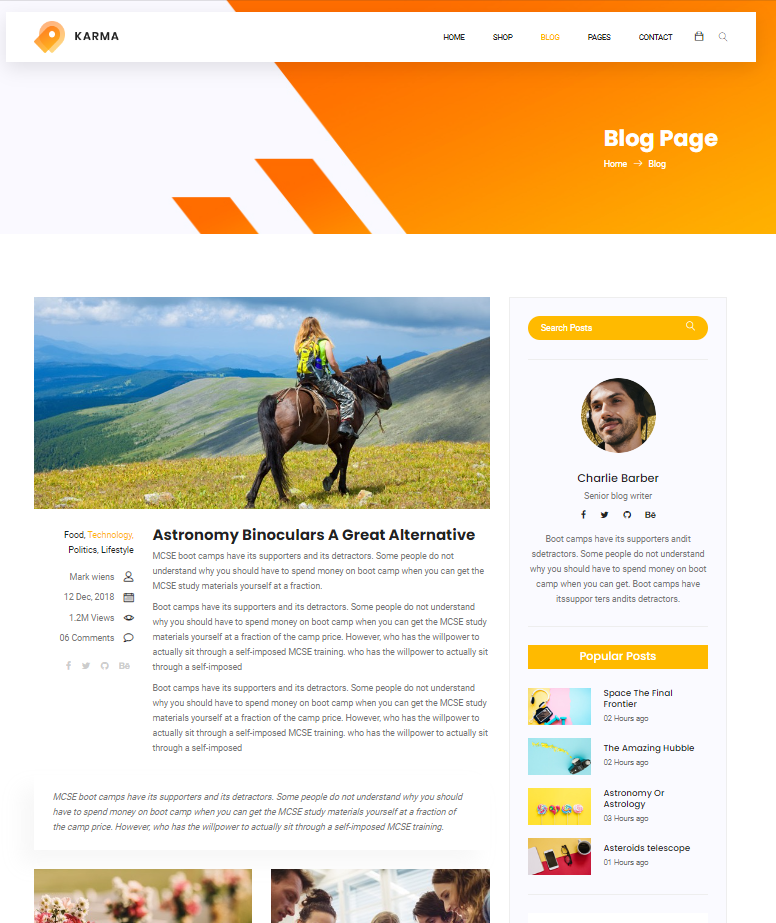 KARMA
HOME
SHOP
BLOG
PAGES
CONTACT
Blog Page
Home → Blog
Food, Technology,
Politics, Lifestyle
Mark wiens
12 Dec, 2018
1.2M Views
06 Comments
Astronomy Binoculars A Great Alternative
MCSE boot camps have its supporters and its detractors. Some people do not
understand why you should have to spend money on boot camp when you can get the
MCSE study materials yourself at a fraction.
Boot camps have its supporters and its detractors. Some people do not understand
why you should have to spend money on boot camp when you can get the MCSE study
materials yourself at a fraction of the camp price. However, who has the willpower to
actually sit through a self-imposed MCSE training. who has the willpower to actually sit
through a self-imposed
Boot camps have its supporters and its detractors. Some people do not understand
why you should have to spend money on boot camp when you can get the MCSE study
materials yourself at a fraction of the camp price. However, who has the willpower to
actually sit through a self-imposed MCSE training. who has the willpower to actually sit
through a self-imposed
MCSE boot camps have its supporters and its detractors. Some people do not understand why you should
have to spend money on boot camp when you can get the MCSE study materials yourself at a fraction of
the camp price. However, who has the willpower to actually sit through a self-imposed MCSE training.
Search Posts
Charlie Barber
Senior blog writer
Boot camps have its supporters andit
sdetractors. Some people do not understand
why you should have to spend money on boot
camp when you can get. Boot camps have
itssuppor ters andits detractors.
Popular Posts
Space The Final
Frontier
02 Hours ago
The Amazing Hubble
02 Hours ago
Astronomy Or
Astrology
03 Hours ago
Asteroids telescope
01 Hours ago